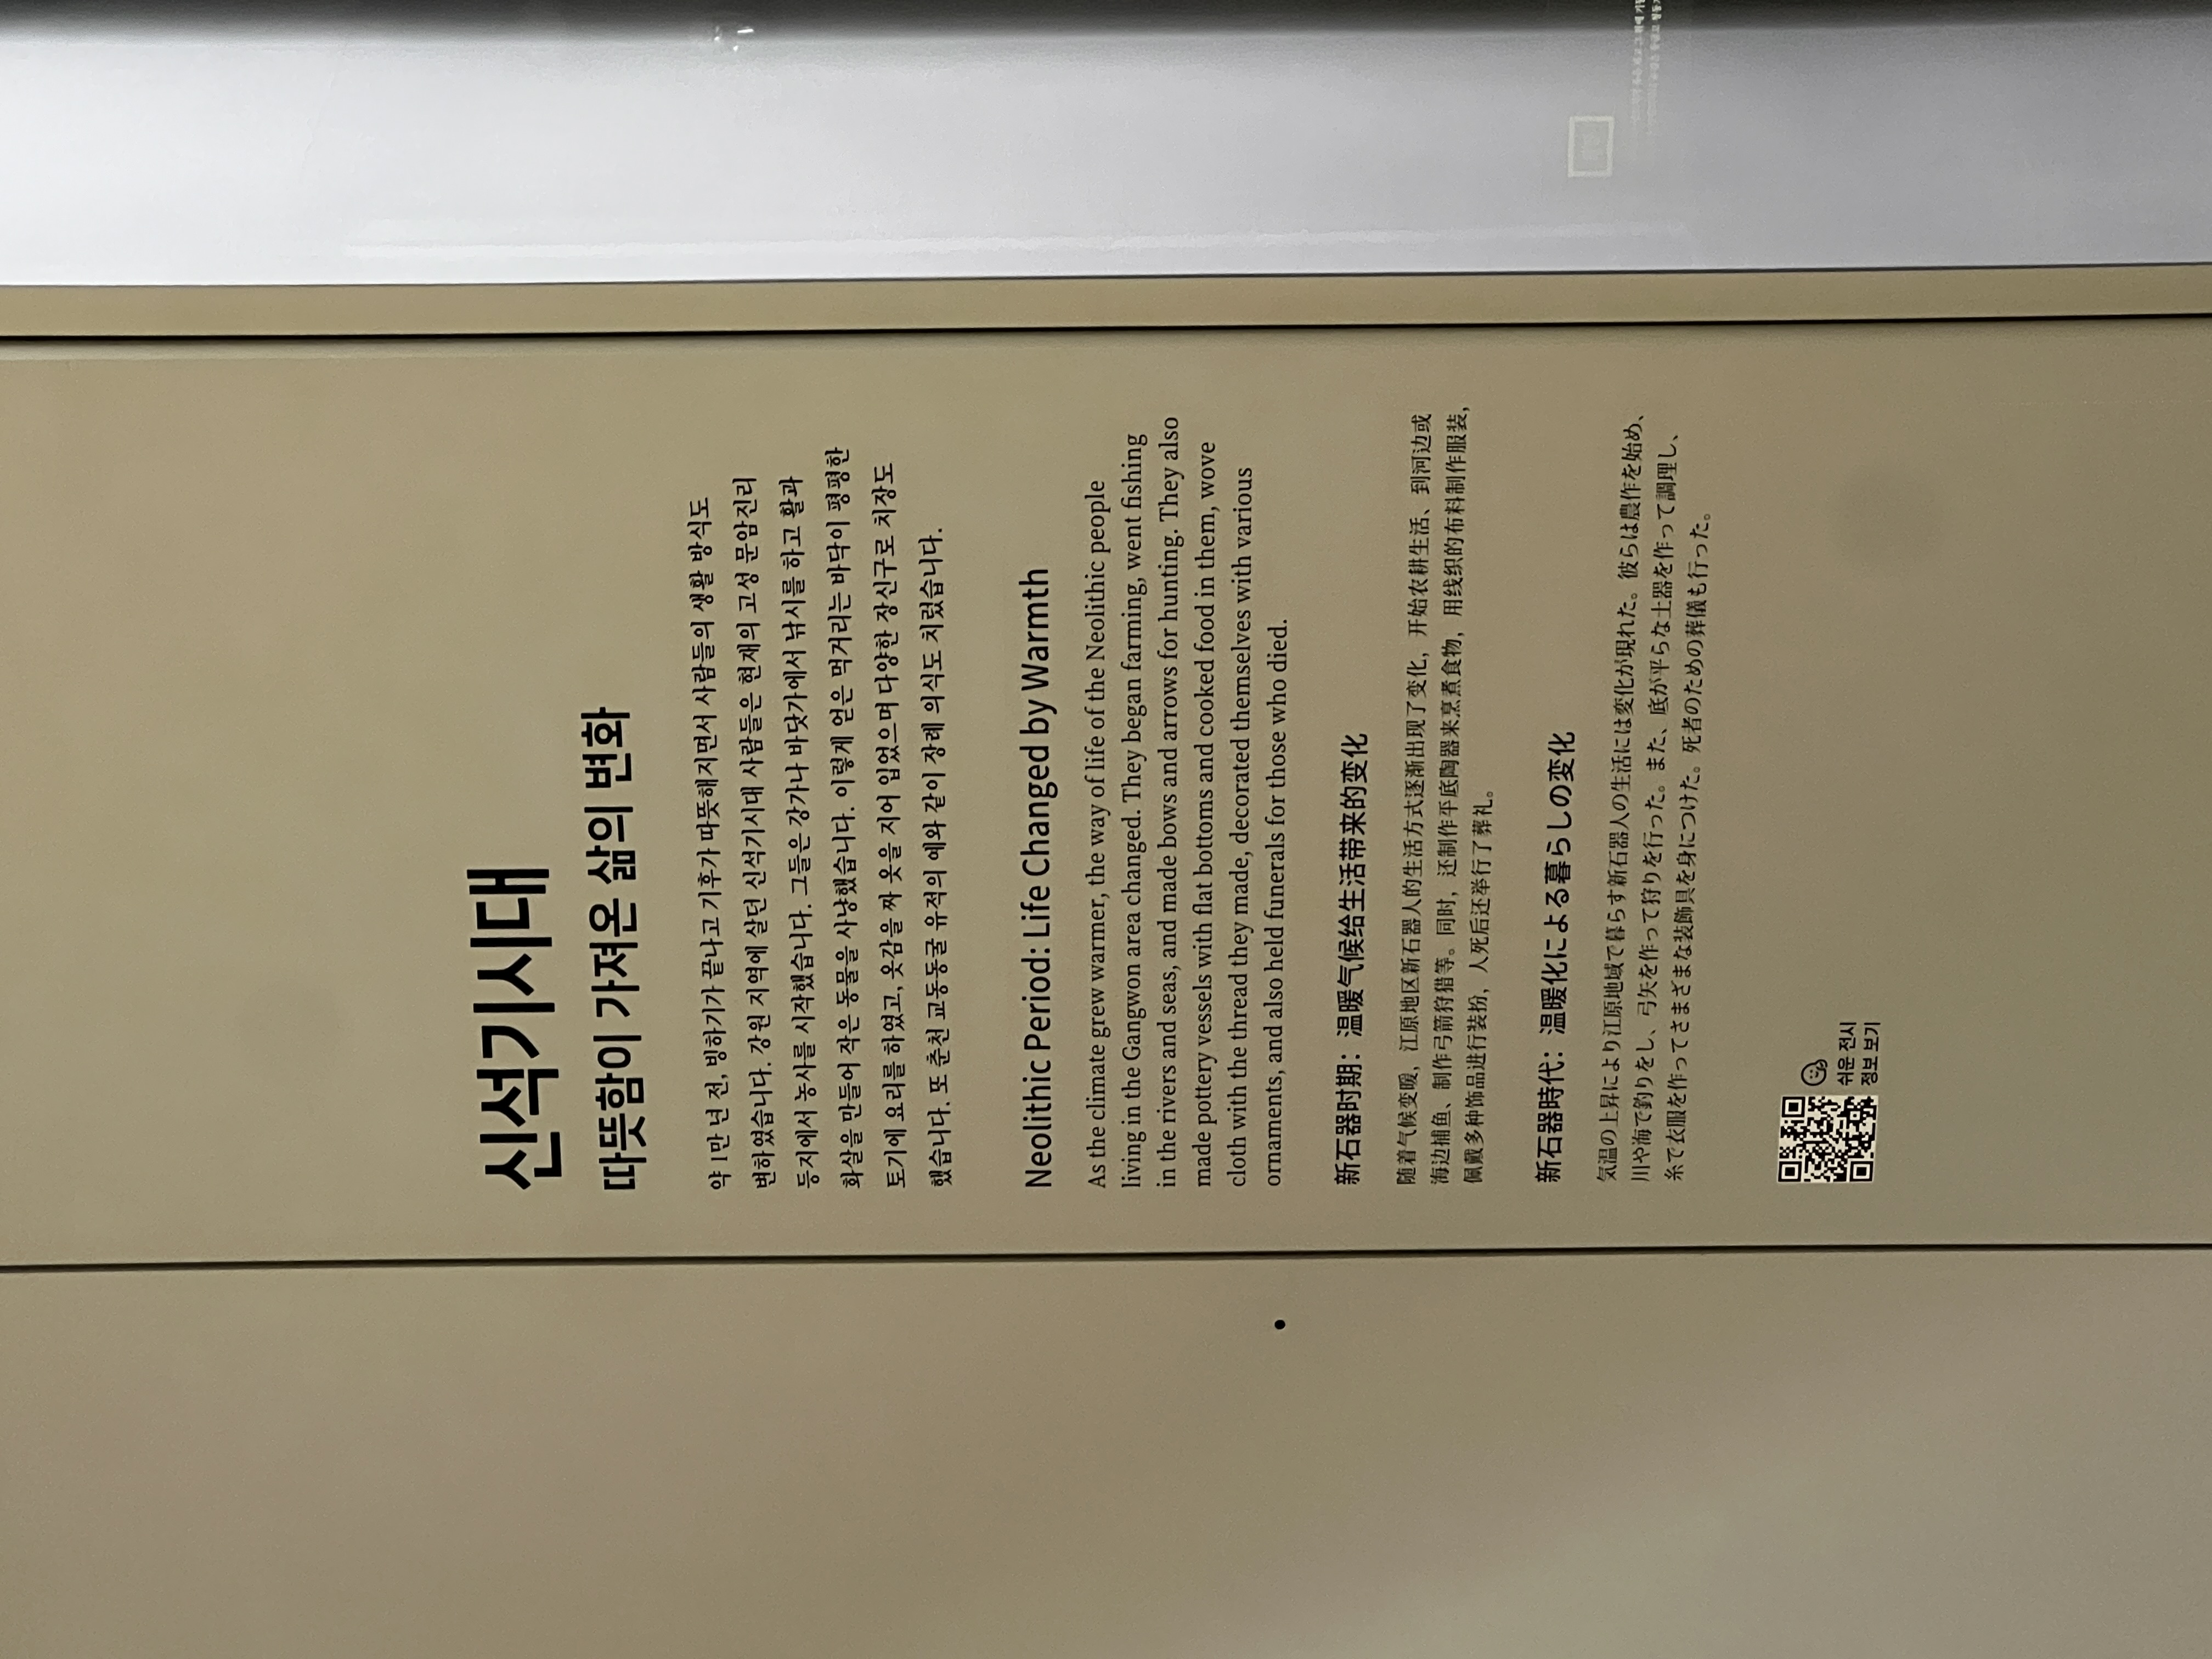 신석기시대
따뜻함이 가져온 삶의 변화
약 1만 년 전, 빙하기가 끝나고 기후가 따뜻해지면서 사람들의 생활 방식도
변하였습니다. 강원 지역에 살던 신석기시대 사람들은 현재의 고성 문암진리
등지에서 농사를 시작했습니다. 그들은 강가나 바닷가에서 낚시를 하고 활과
화살을 만들어 작은 동물을 사냥했습니다. 이렇게 얻은 먹거리는 바닥이 평평한
토기에 요리를 하였고, 옷감을 짜 옷을 지어 입었으며 다양한 장신구로 치장도
했습니다. 또 춘천 교동동굴 유적의 예와 같이 장례 의식도 치렀습니다.
Neolithic Period: Life Changed by Warmth
As the climate grew warmer, the way of life of the Neolithic people
living in the Gangwon area changed. They began farming, went fishing
in the rivers and seas, and made bows and arrows for hunting. They also
made pottery vessels with flat bottoms and cooked food in them, wove
cloth with the thread they made, decorated themselves with various
ornaments, and also held funerals for those who died.
新石器时期：温暖气候给生活带来的变化
随着气候变暖，江原地区新石器人的生活方式逐渐出现了变化，开始农耕生活、到河边或
海边捕鱼、制作弓箭狩猎等。同时，还制作平底陶器来烹煮食物，用线织的布料制作服装，
佩戴多种饰品进行装扮，人死后还举行了葬礼。
新石器時代：温暖化による暮らしの変化
気温の上昇により江原地域で暮らす新石器人の生活には変化が現れた。彼らは農作を始め、
川や海で釣りをし、弓矢を作って狩りを行った。また、底が平らな土器を作って調理し、
糸で衣服を作ってさまざまな装飾具を身につけた。死者のための葬儀も行った。
쉬운 전시
정보 보기